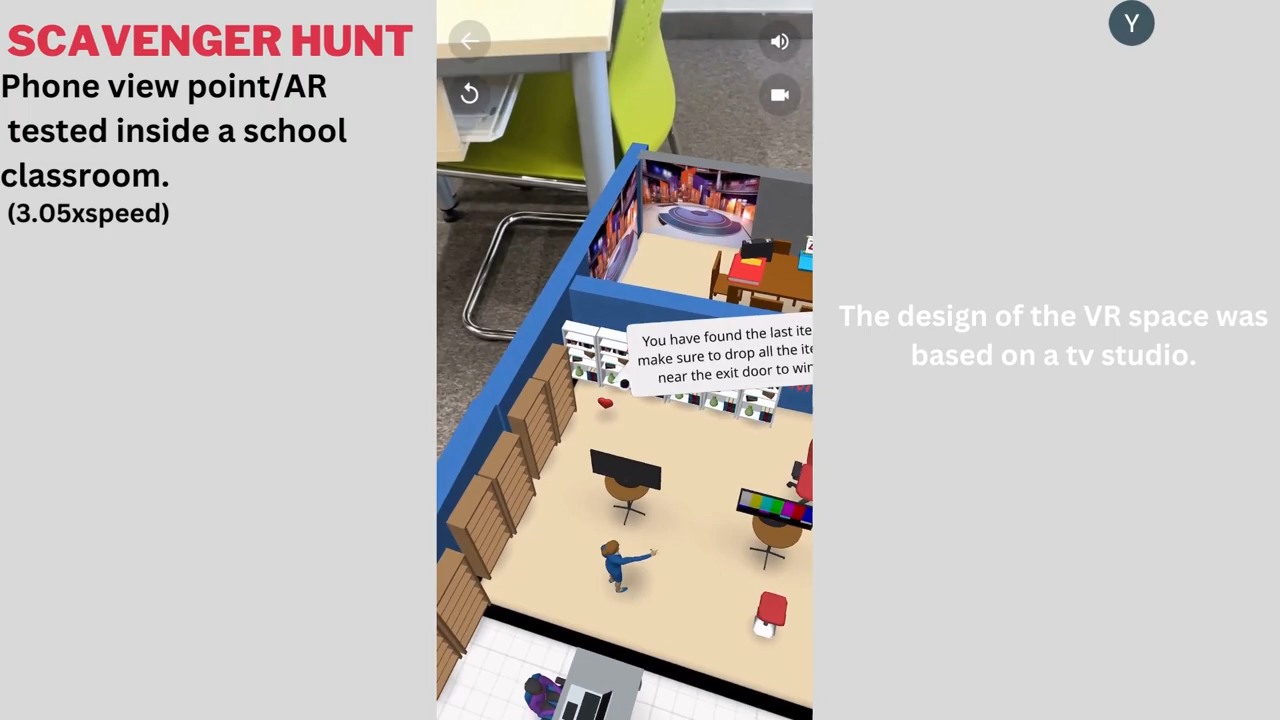 SCAVENGER HUNT
Phone view point/AR
tested inside a school
classroom.
(3.05xspeed)
You have found the last ite
make sure to drop all the ite
near the exit door to win
Y
The design of the VR space was
based on a tv studio.